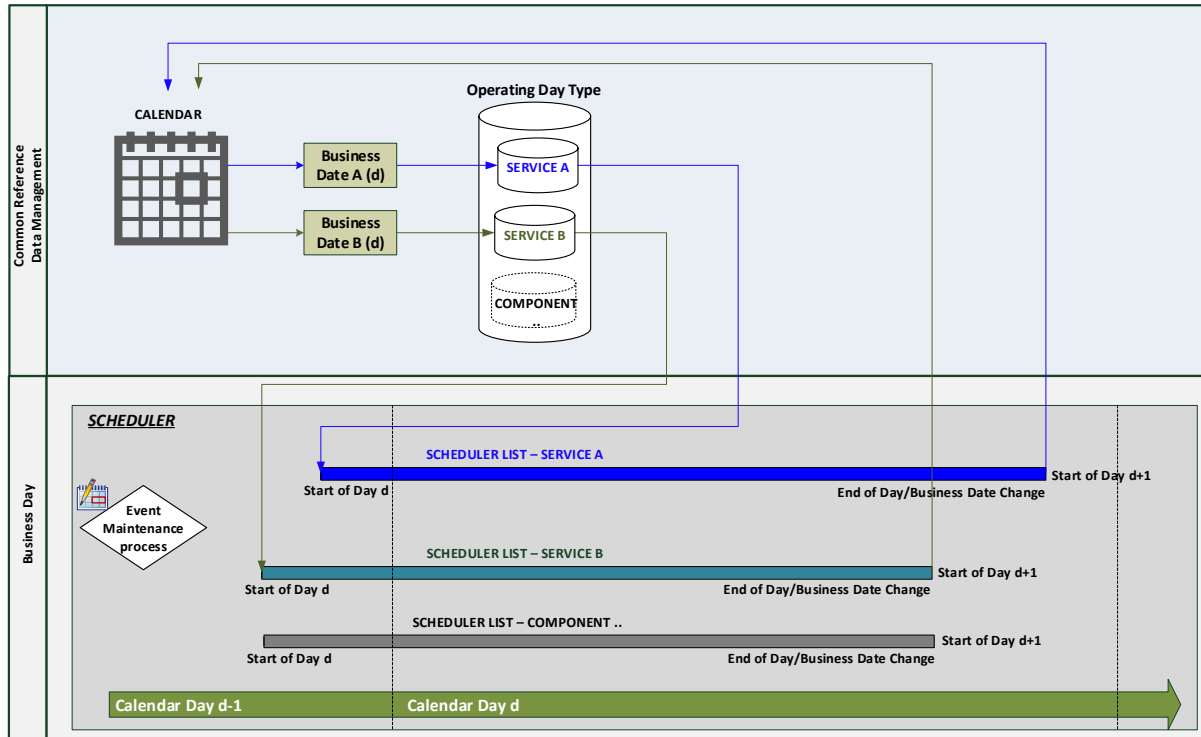 Common Reference
Data Management
Operating Day Type
CALENDAR
Business
Date A (d)
SERVICE A
Business
Date B (d)
SERVICE B
COMPONENT
..
Business Day
SCHEDULER
SCHEDULER LIST – SERVICE A
Start of Day d
End of Day/Business Date Change
Start of Day d+1
Event
Maintenance
process
SCHEDULER LIST – SERVICE B
Start of Day d
End of Day/Business Date Change
Start of Day d+1
SCHEDULER LIST – COMPONENT ..
Start of Day d
End of Day/Business Date Change
Start of Day d+1
Calendar Day d-1
Calendar Day d